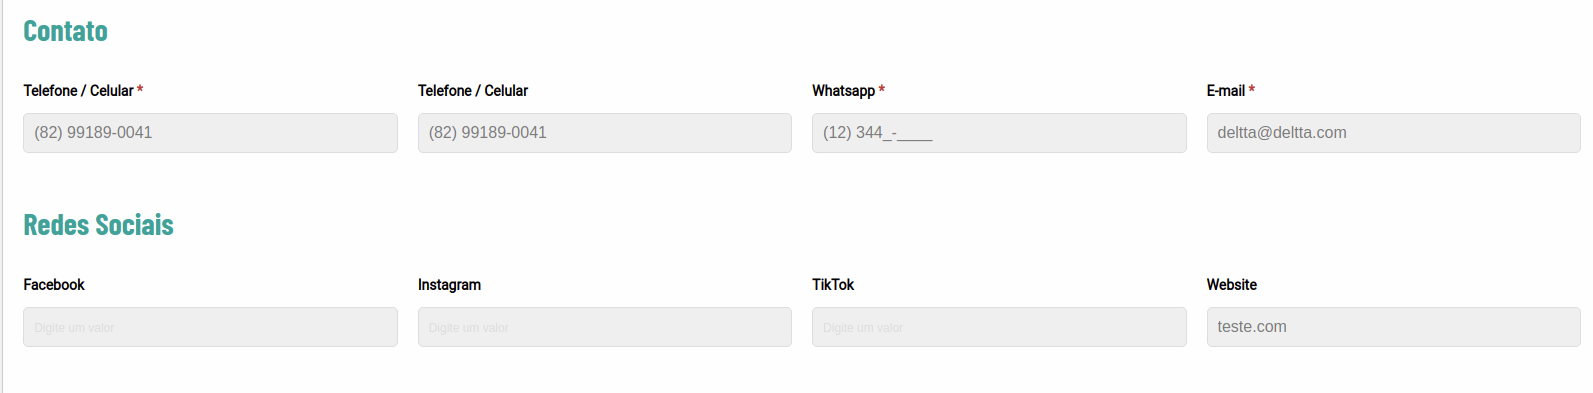 Contato
Telefone / Celular * Telefone / Celular Whatsapp * E-mail *
(82) 99189-0041 (82) 99189-0041 (12) 344_-____ deltta@deltta.com
Redes Sociais
Facebook Instagram TikTok Website
Digite um valor Digite um valor Digite um valor teste.com